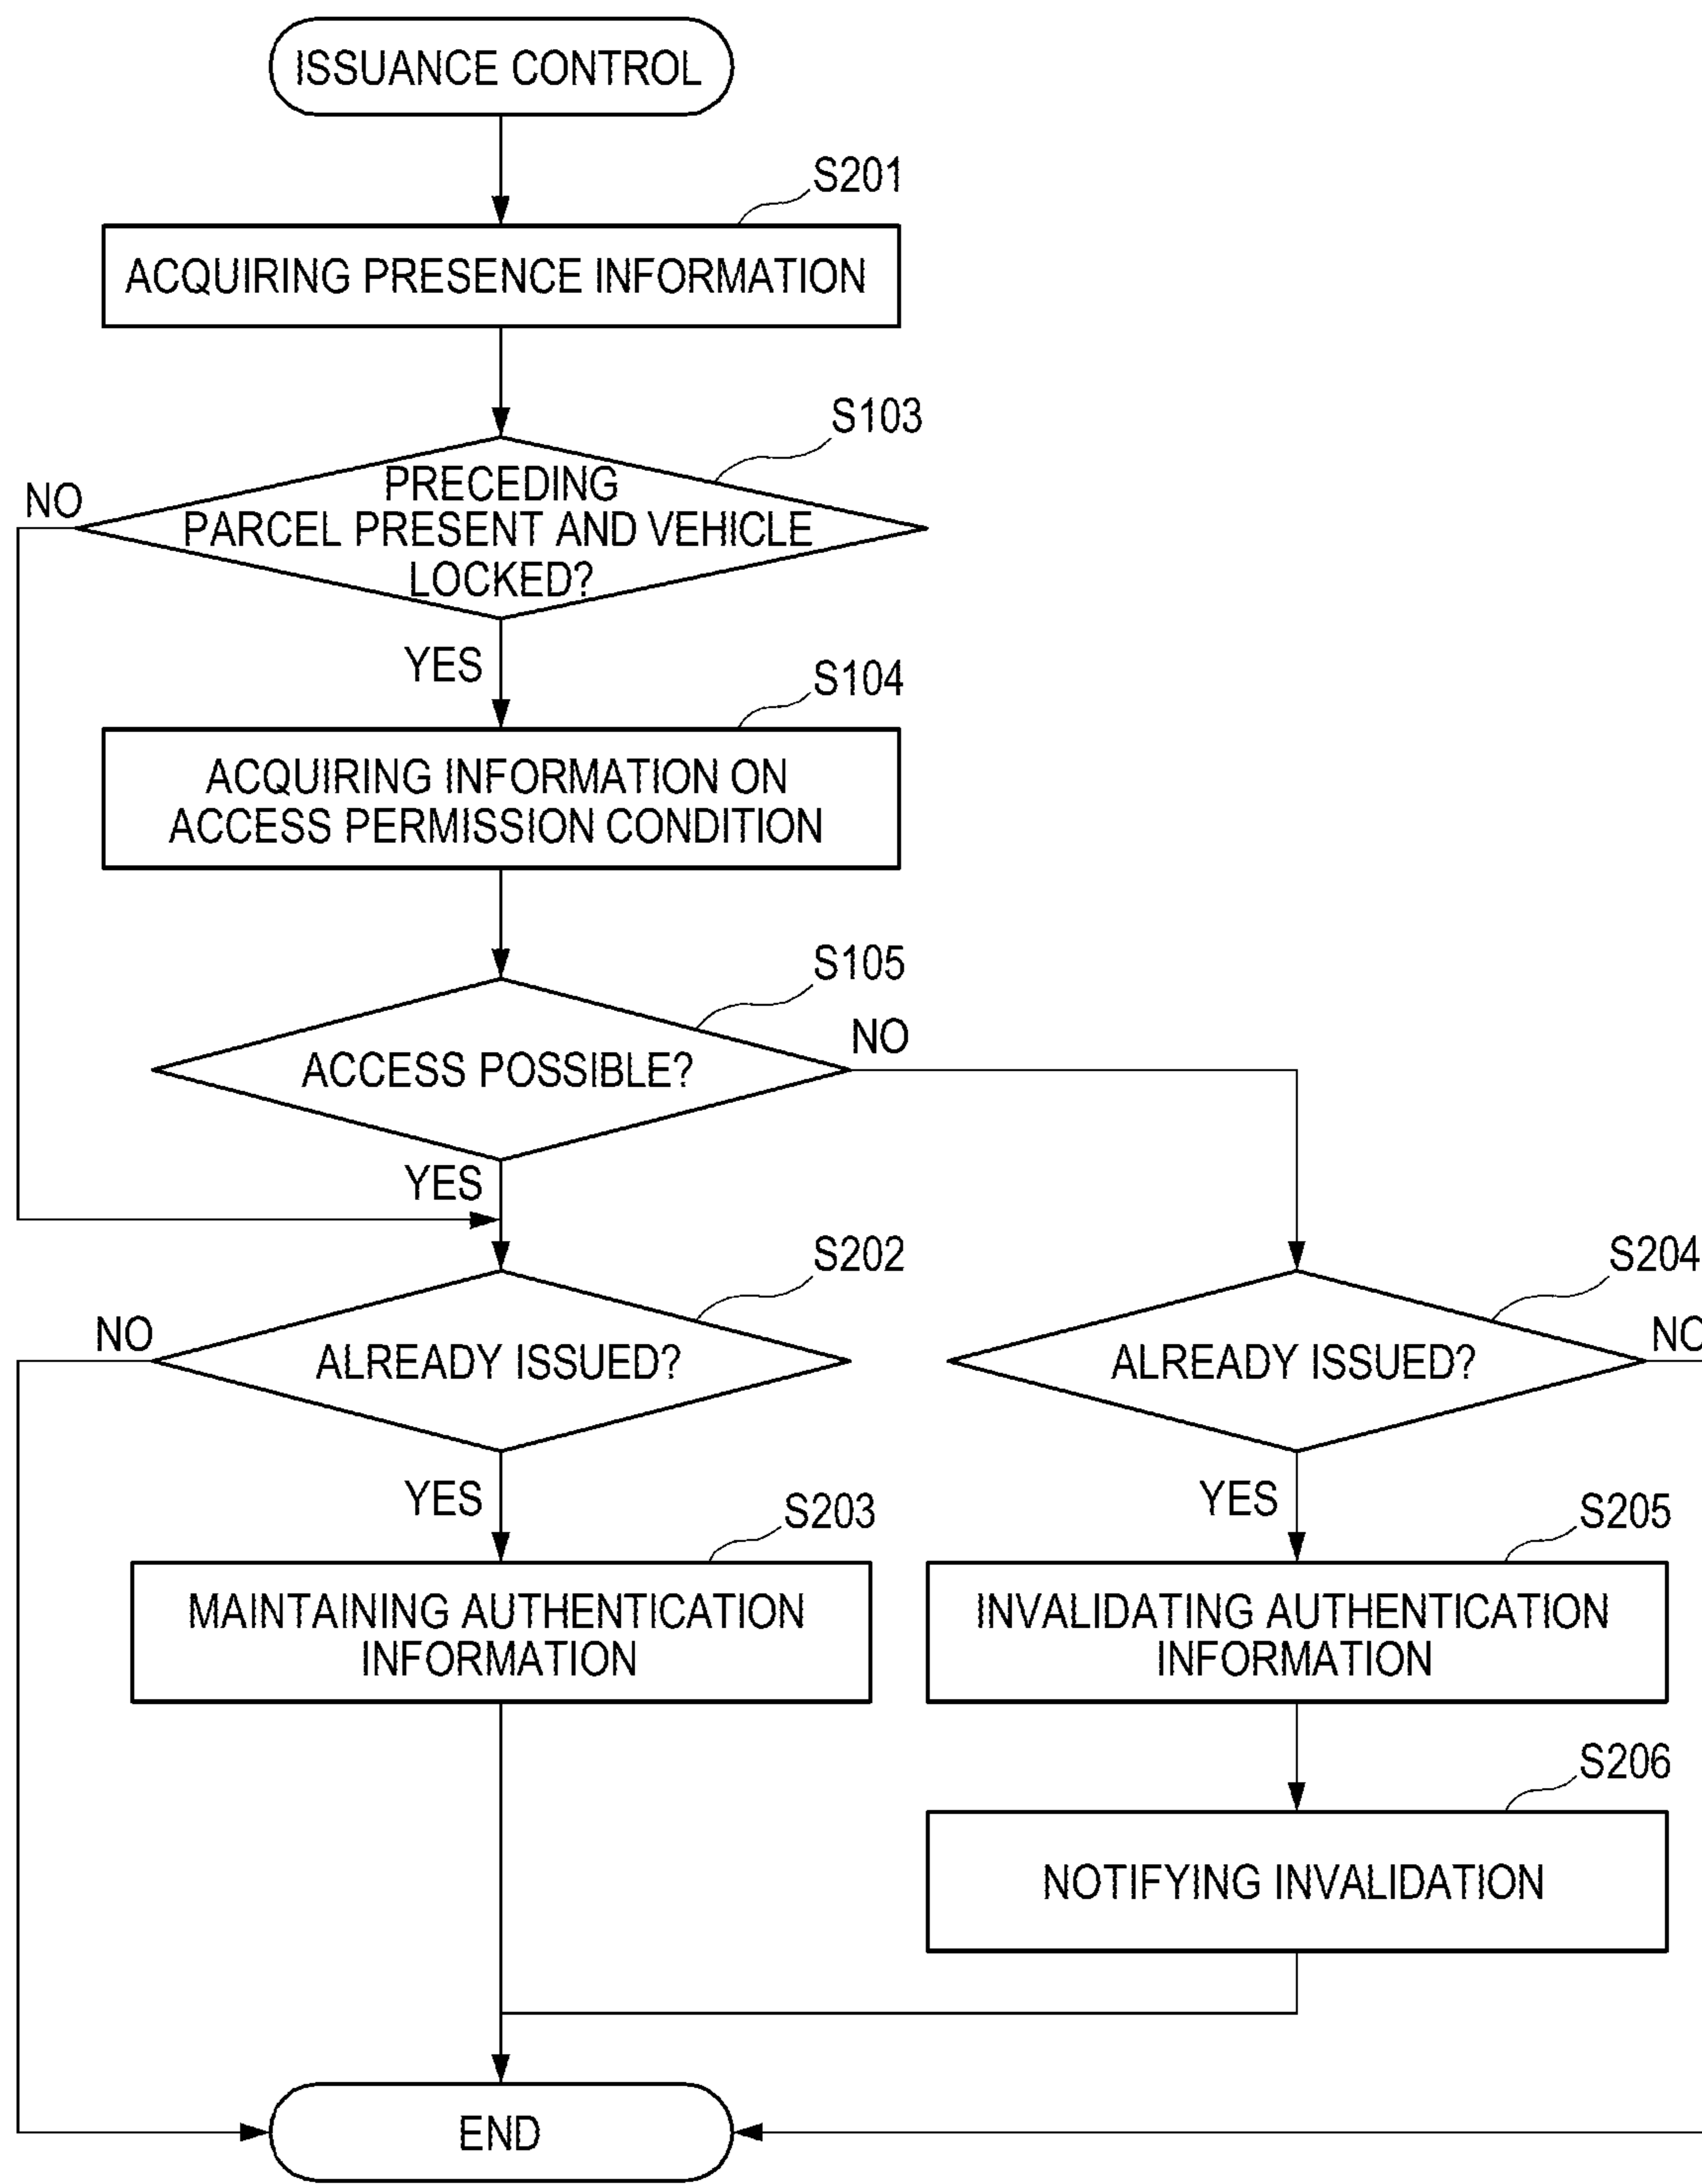 ISSUANCE CONTROL
S201
ACQUIRING PRESENCE INFORMATION
S103
PRECEDING
PARCEL PRESENT AND VEHICLE
LOCKED?
NO
YES
S104
ACQUIRING INFORMATION ON
ACCESS PERMISSION CONDITION
S105
ACCESS POSSIBLE?
NO
YES
S202
ALREADY ISSUED?
NO
YES
S204
ALREADY ISSUED?
NO
YES
S203
MAINTAINING AUTHENTICATION
INFORMATION
S205
INVALIDATING AUTHENTICATION
INFORMATION
S206
NOTIFYING INVALIDATION
END